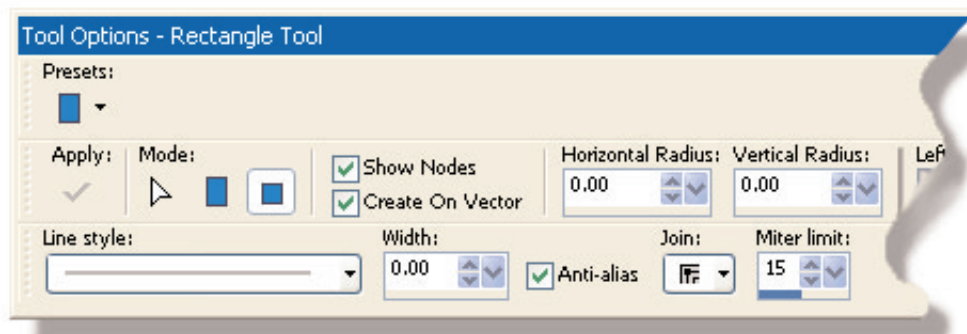 Tool Options - Rectangle Tool
Presets:
Apply: Mode: Show Nodes Horizontal Radius: Vertical Radius: Left
0.00 0.00
Create On Vector
Line style: Width: Join: Miter limit:
0.00 Anti-alias 15